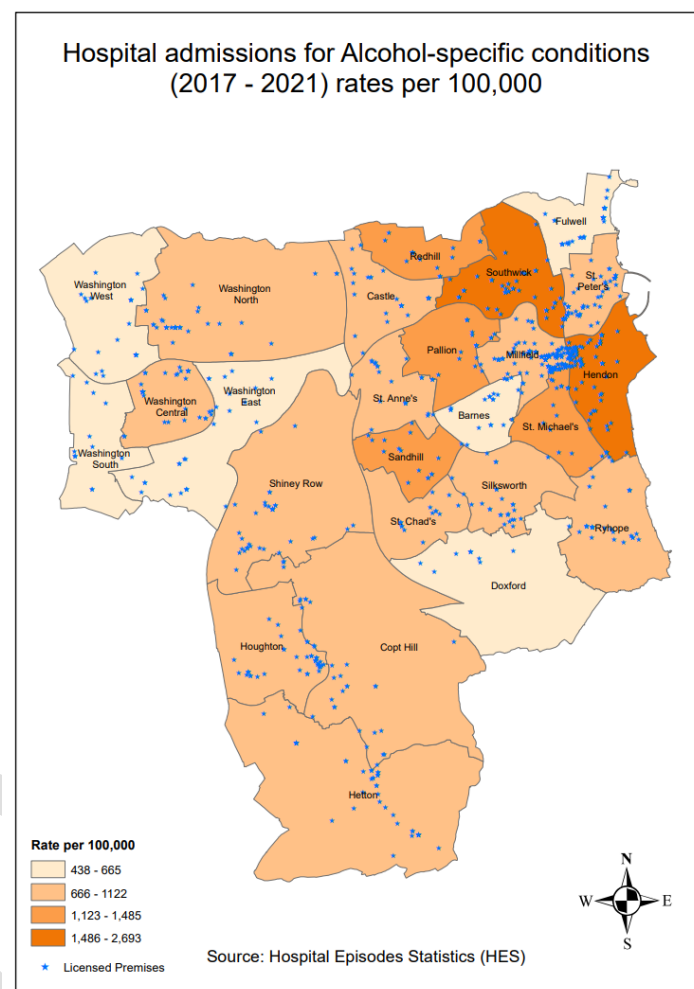 Hospital admissions for Alcohol-specific conditions
(2017 - 2021) rates per 100,000
Fulwell
Redhill
Southwick
St.
Peter's
Washington
West
Washington
North
Castle
Pallion
Millfield
Hendon
Washington
Central
Washington
East
St. Anne's
Barnes
St. Michael's
Washington
South
Sandhill
Shiney Row
Silksworth
St. Chad's
Ryhope
Doxford
Houghton
Copt Hill
Hetton
Rate per 100,000
438 - 665
666 - 1122
1,123 - 1,485
1,486 - 2,693
Licensed Premises
N
W
E
S
Source: Hospital Episodes Statistics (HES)